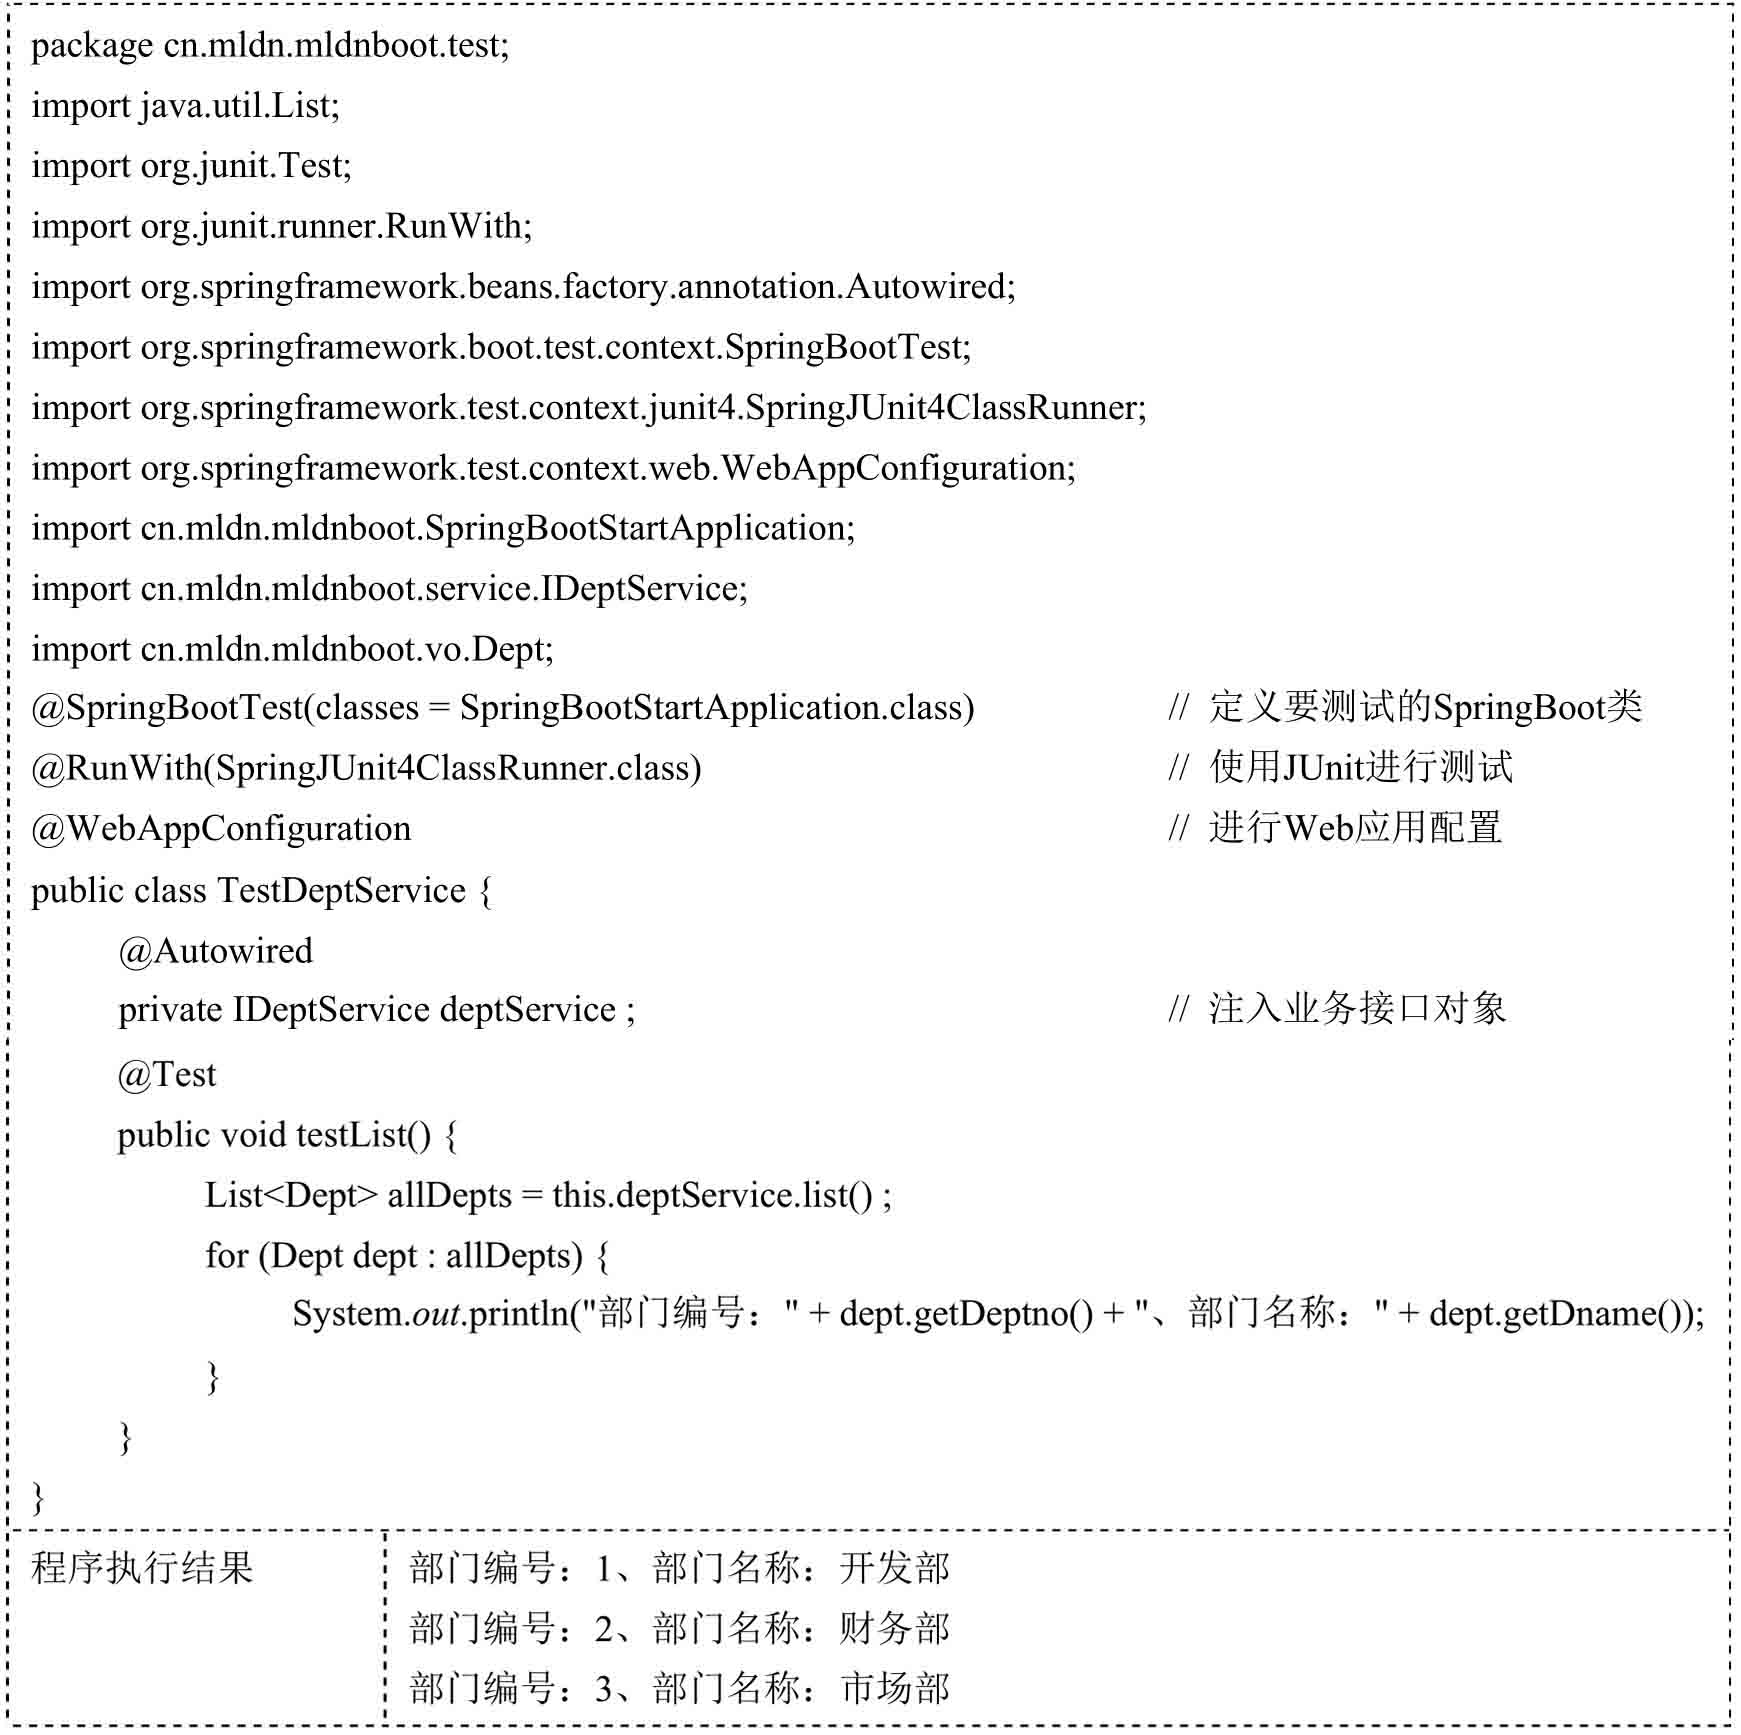 package cn.mldn.mldnboot.test;
import java.util.List;
import org.junit.Test;
import org.junit.runner.RunWith;
import org.springframework.beans.factory.annotation.Autowired;
import org.springframework.boot.test.context.SpringBootTest;
import org.springframework.test.context.junit4.SpringJUnit4ClassRunner;
import org.springframework.test.context.web.WebAppConfiguration;
import cn.mldn.mldnboot.SpringBootStartApplication;
import cn.mldn.mldnboot.service.IDeptService;
import cn.mldn.mldnboot.vo.Dept;
@SpringBootTest(classes = SpringBootStartApplication.class) // 定义要测试的SpringBoot类
@RunWith(SpringJUnit4ClassRunner.class) // 使用JUnit进行测试
@WebAppConfiguration // 进行Web应用配置
public class TestDeptService {
@Autowired
private IDeptService deptService ; // 注入业务接口对象
@Test
public void testList() {
List<Dept> allDepts = this.deptService.list() ;
for (Dept dept : allDepts) {
System.out.println("部门编号：" + dept.getDeptno() + "、部门名称：" + dept.getDname());
}
}
}
程序执行结果 部门编号：1、部门名称：开发部
部门编号：2、部门名称：财务部
部门编号：3、部门名称：市场部